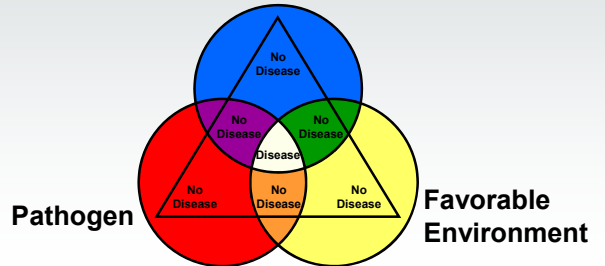 No
Disease
No
Disease
No
Disease
Disease
No
Disease
No
Disease
No
Disease
Pathogen
Favorable
Environment